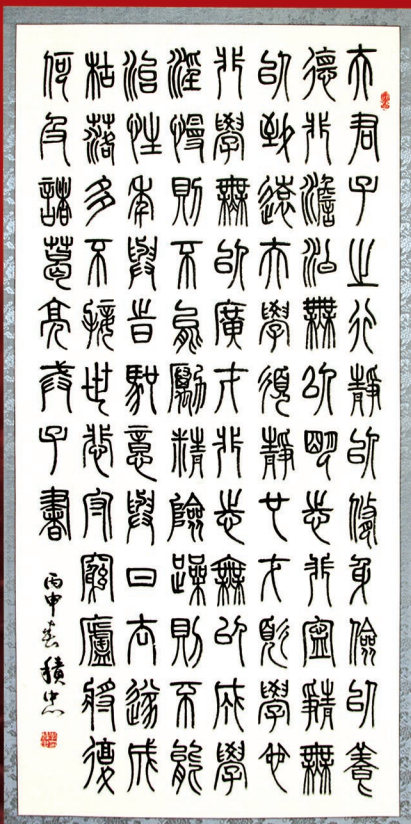 夫君子之行靜以修身儉以養
德非澹泊無以明志非寧靜無
以致遠夫學須靜也才須學也
非學無以廣才非志無以成學
淫慢則不能勵精險躁則不能
治性年與時馳意與日去遂成
枯落多不接世悲守窮廬將復
何及諸葛亮誡子書
丙申春積忠